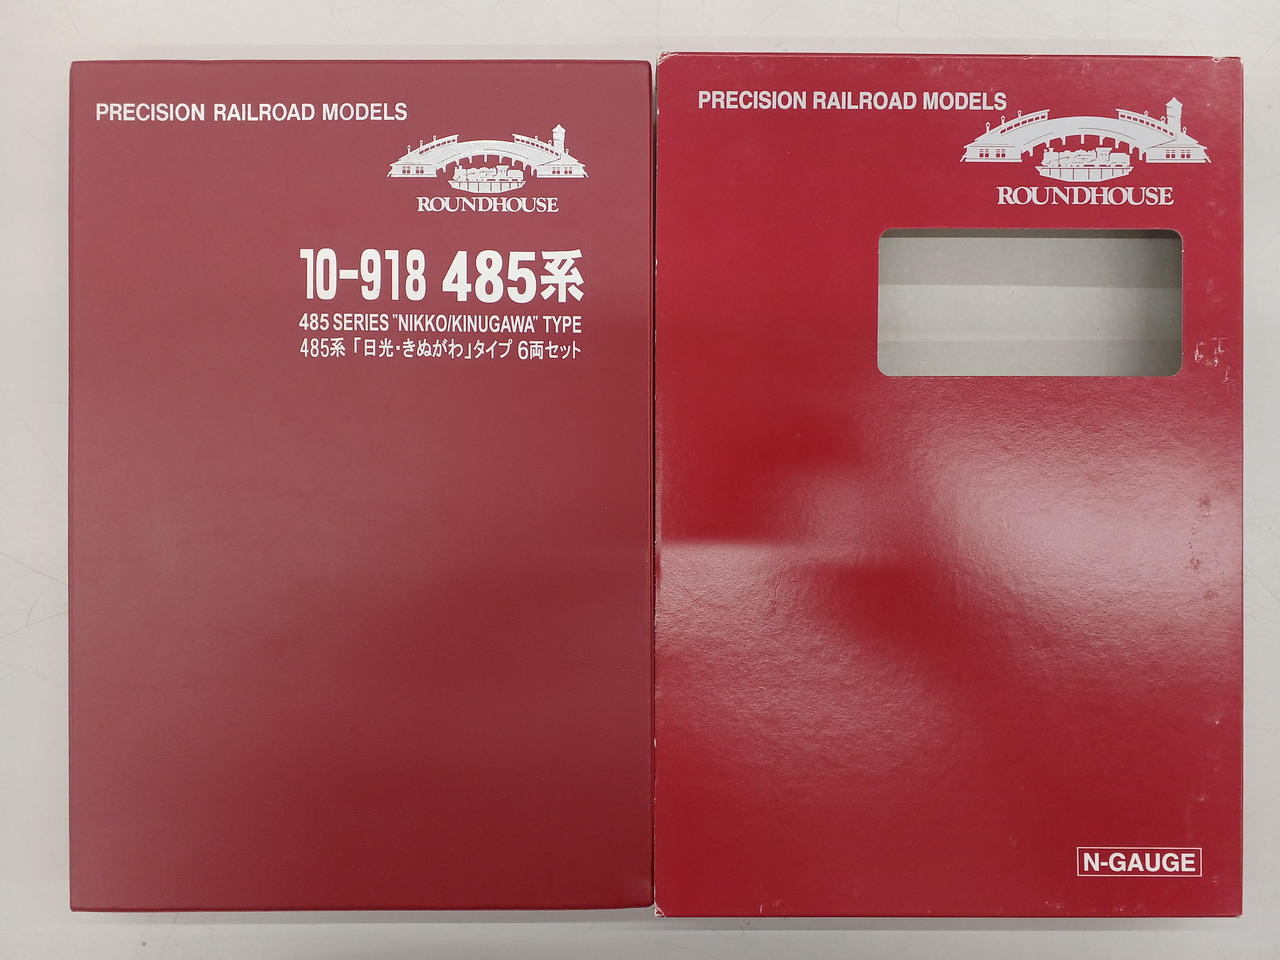 PRECISION RAILROAD MODELS
ROUNDHOUSE
10-918 485系
485 SERIES "NIKKO/KINUGAWA" TYPE
485系「日光・きぬがわ」タイプ 6両セット
PRECISION RAILROAD MODELS
ROUNDHOUSE
N-GAUGE